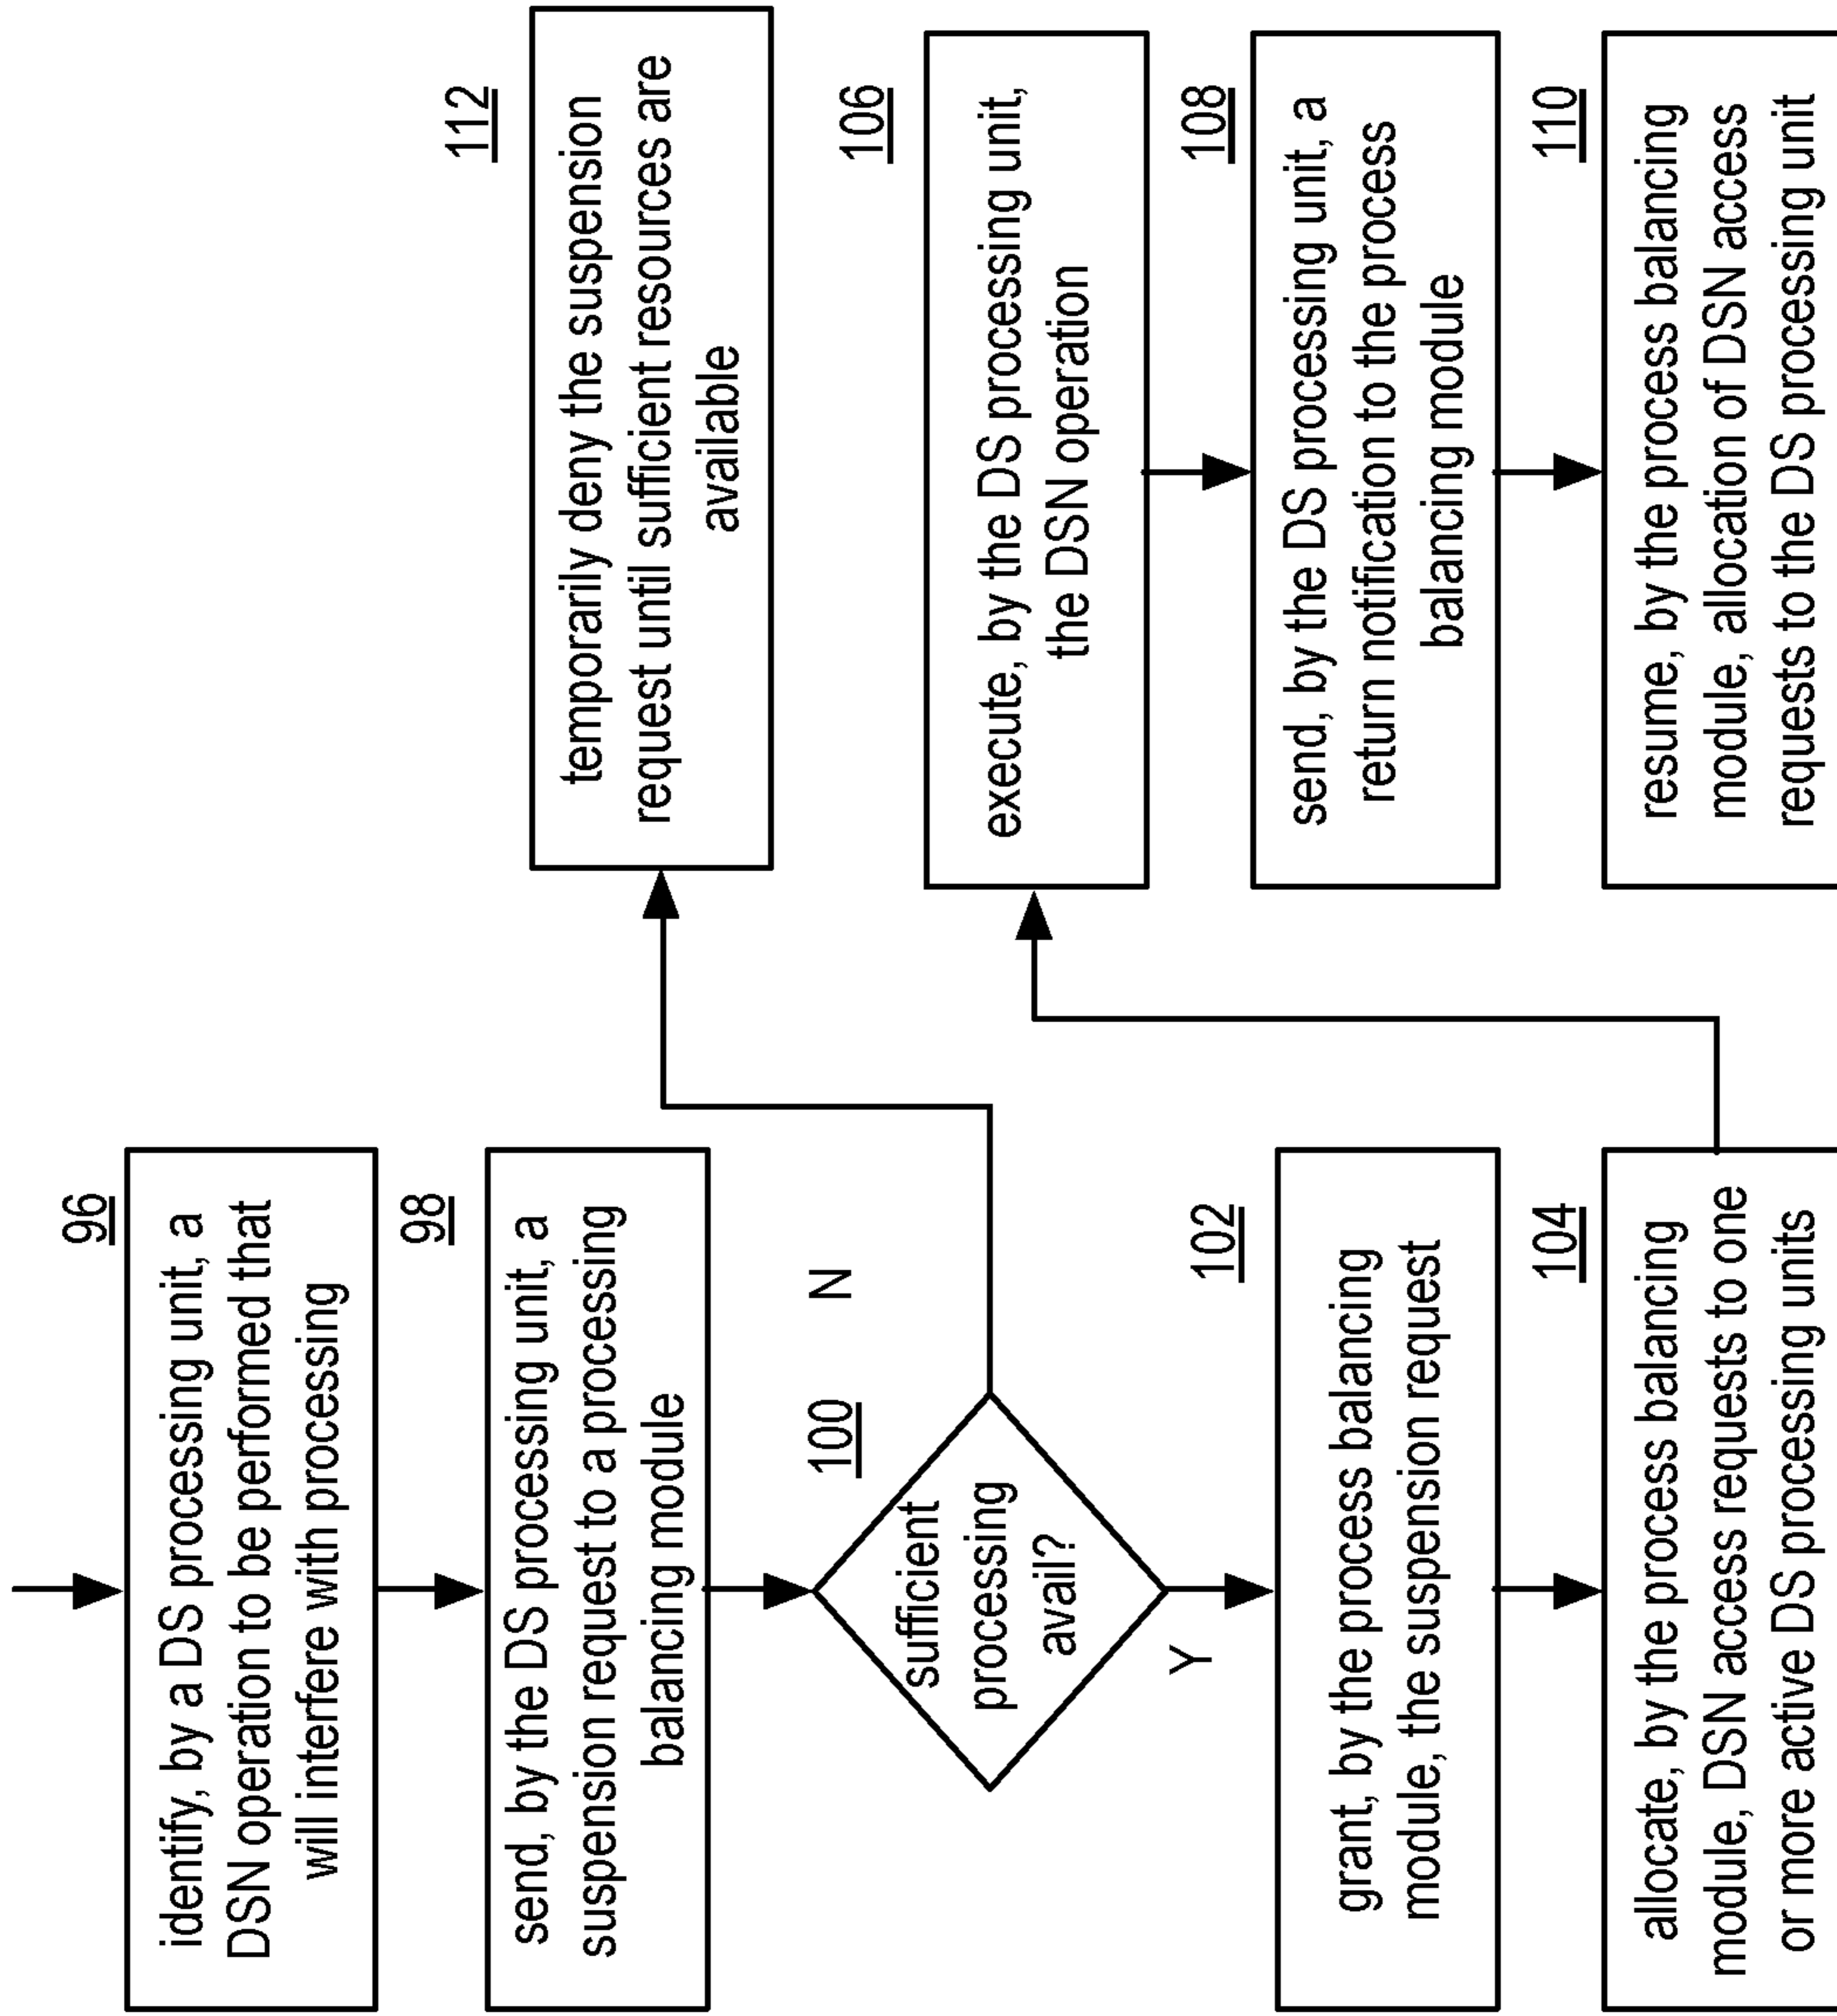 96
identify, by a DS processing unit, a
DSN operation to be performed that
will interfere with processing
98
send, by the DS processing unit, a
suspension request to a processing
balancing module
100
sufficient
processing
avail?
N
Y
102
grant, by the process balancing
module, the suspension request
104
allocate, by the process balancing
module, DSN access requests to one
or more active DS processing units
112
temporarily deny the suspension
request until sufficient resources are
available
106
execute, by the DS processing unit,
the DSN operation
108
send, by the DS processing unit, a
return notification to the process
balancing module
110
resume, by the process balancing
module, allocation of DSN access
requests to the DS processing unit